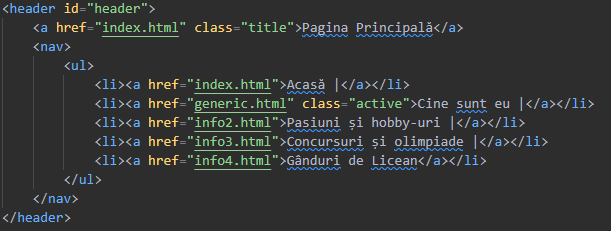 <header id="header">
<a href="index.html" class="title">Pagina Principală</a>
<nav>
<ul>
<li><a href="index.html">Acasă |</a></li>
<li><a href="generic.html" class="active">Cine sunt eu |</a></li>
<li><a href="info2.html">Pasiuni și hobby-uri |</a></li>
<li><a href="info3.html">Concursuri și olimpiade |</a></li>
<li><a href="info4.html">Gânduri de Licean</a></li>
</ul>
</nav>
</header>